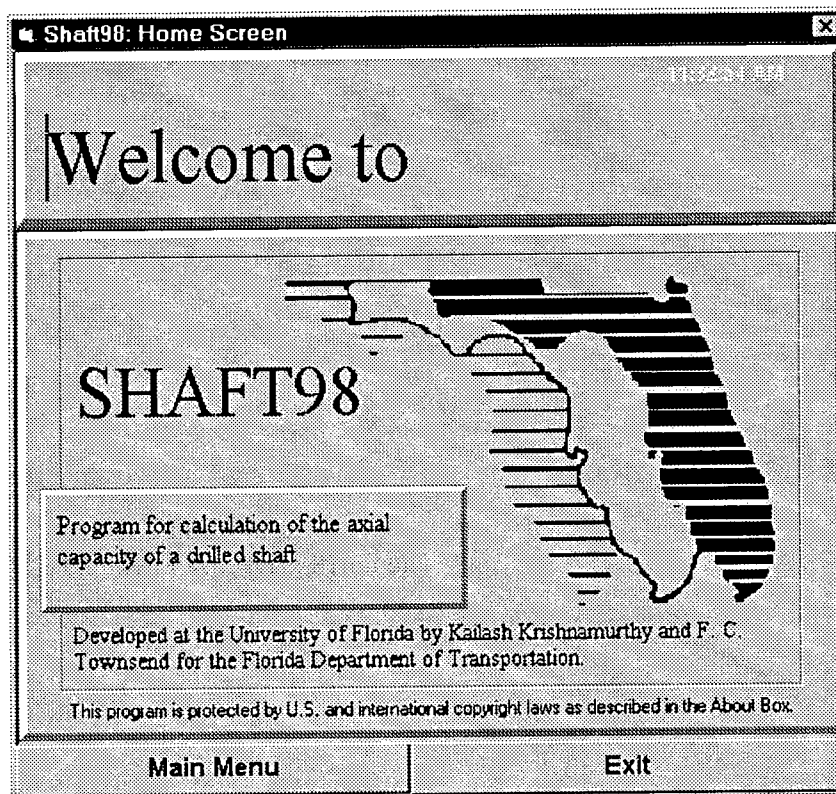 Shaft98: Home Screen
Welcome to
SHAFT98
Program for calculation of the axial
capacity of a drilled shaft
Developed at the University of Florida by Kailash Krishnamurthy and F. C.
Townsend for the Florida Department of Transportation.
This program is protected by U.S. and international copyright laws as described in the About Box.
Main Menu
Exit